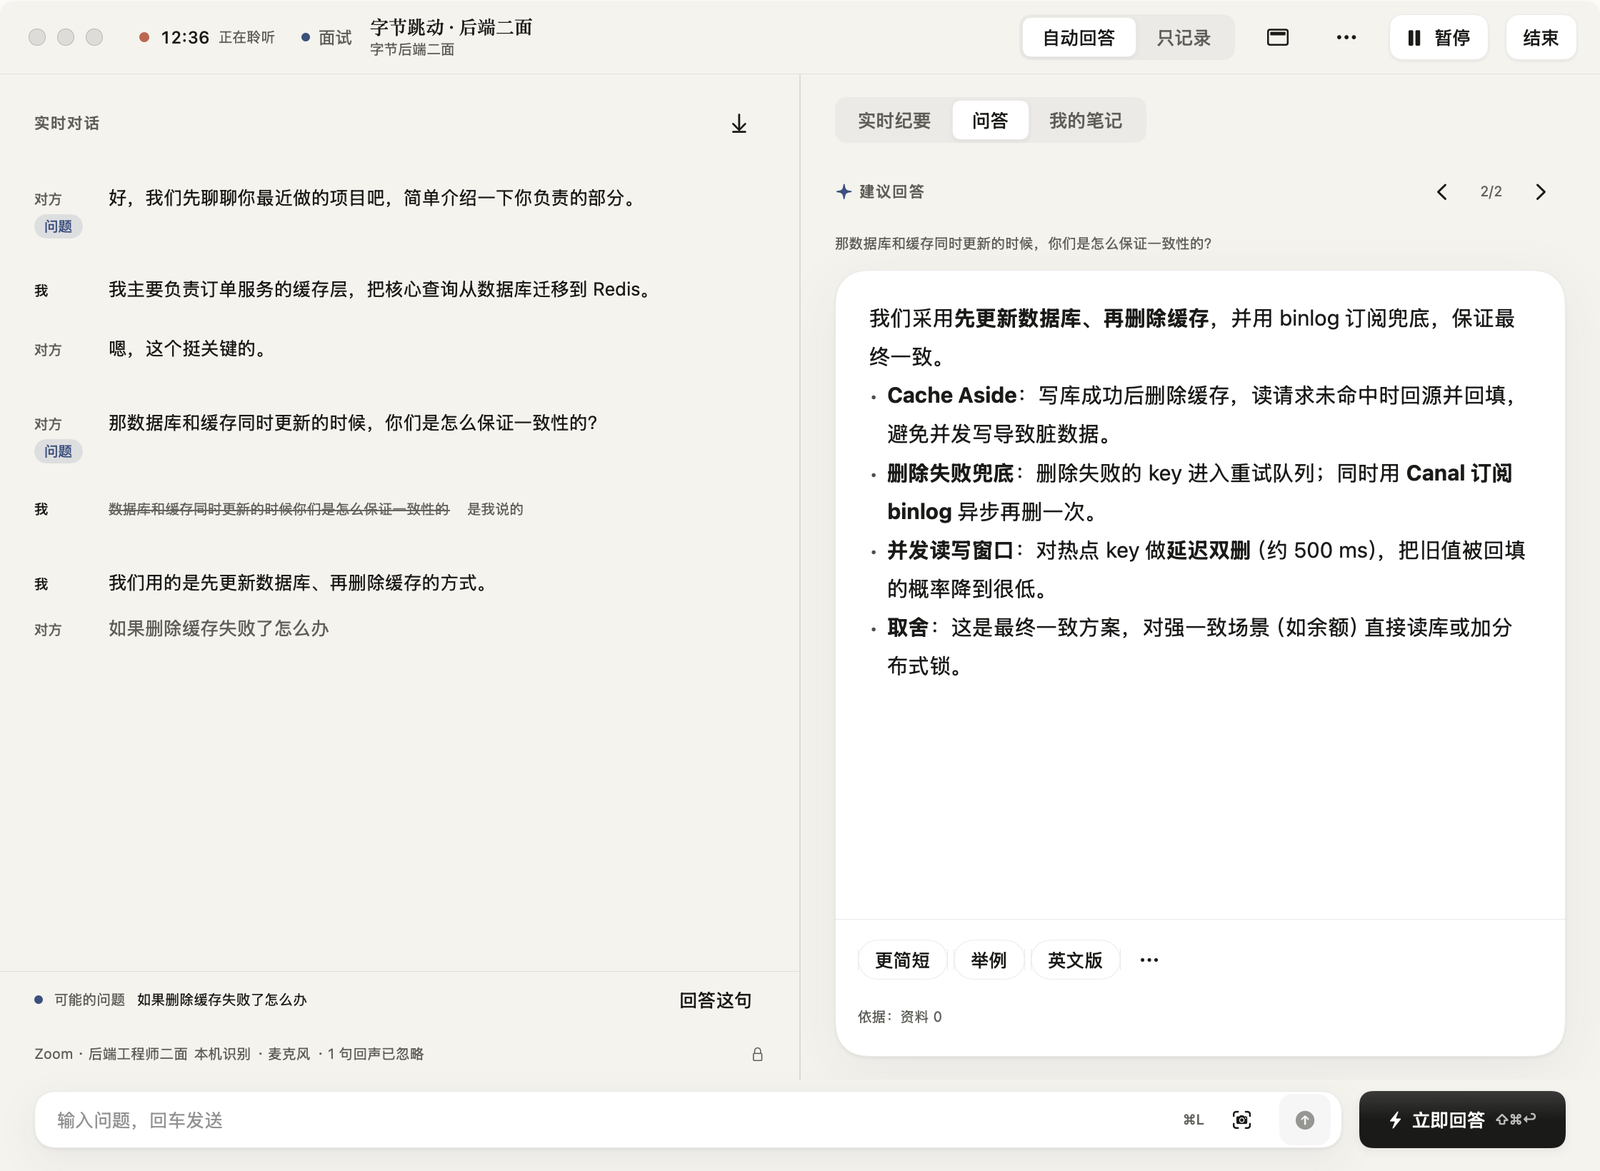 12:36 正在聆听
面试
字节跳动 · 后端二面
字节后端二面
自动回答
只记录
暂停
结束
实时对话
对方
好，我们先聊聊你最近做的项目吧，简单介绍一下你负责的部分。
问题
我
我主要负责订单服务的缓存层，把核心查询从数据库迁移到 Redis。
对方
嗯，这个挺关键的。
对方
那数据库和缓存同时更新的时候，你们是怎么保证一致性的？
问题
我
数据库和缓存同时更新的时候你们是怎么保证一致性的 是我说的
我
我们用的是先更新数据库、再删除缓存的方式。
对方
如果删除缓存失败了怎么办
可能的问题 如果删除缓存失败了怎么办
回答这句
Zoom · 后端工程师二面 本机识别 · 麦克风 · 1 句回声已忽略
实时纪要
问答
我的笔记
建议回答
2/2
那数据库和缓存同时更新的时候，你们是怎么保证一致性的？
我们采用先更新数据库、再删除缓存，并用 binlog 订阅兜底，保证最
终一致。
• Cache Aside：写库成功后删除缓存，读请求未命中时回源并回填，
避免并发写导致脏数据。
• 删除失败兜底：删除失败的 key 进入重试队列；同时用 Canal 订阅
binlog 异步再删一次。
• 并发读写窗口：对热点 key 做延迟双删（约 500 ms），把旧值被回填
的概率降到很低。
• 取舍：这是最终一致方案，对强一致场景（如余额）直接读库或加分
布式锁。
更简短
举例
英文版
依据：资料 0
输入问题，回车发送
⌘L
立即回答 ⇧⌘↩